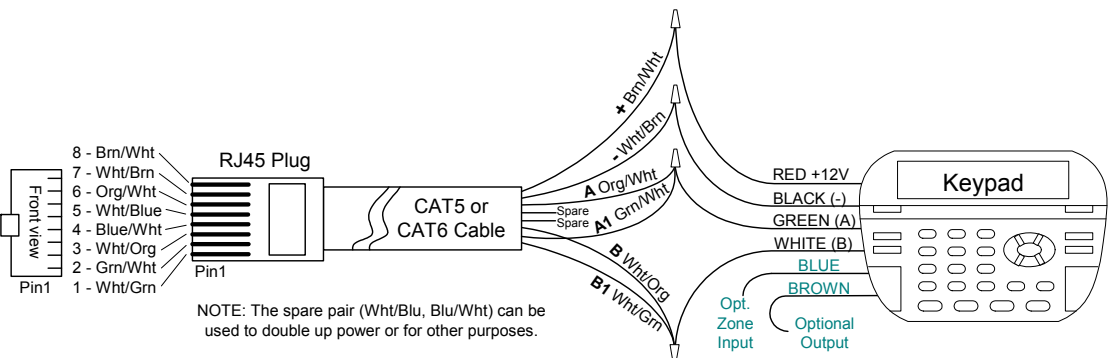 8 - Brn/Wht
7 - Wht/Brn
6 - Org/Wht
5 - Wht/Blue
4 - Blue/Wht
3 - Wht/Org
2 - Grn/Wht
1 - Wht/Grn
Front view
Pin1
RJ45 Plug
Pin1
CAT5 or
CAT6 Cable
+ Brn/Wht
- Wht/Brn
A Org/Wht
Spare
Spare
A1 Grn/Wht
B Wht/Org
B1 Wht/Grn
NOTE: The spare pair (Wht/Blu, Blu/Wht) can be
used to double up power or for other purposes.
RED +12V
BLACK (-)
GREEN (A)
WHITE (B)
BLUE
BROWN
Opt.
Zone
Input
Optional
Output
Keypad